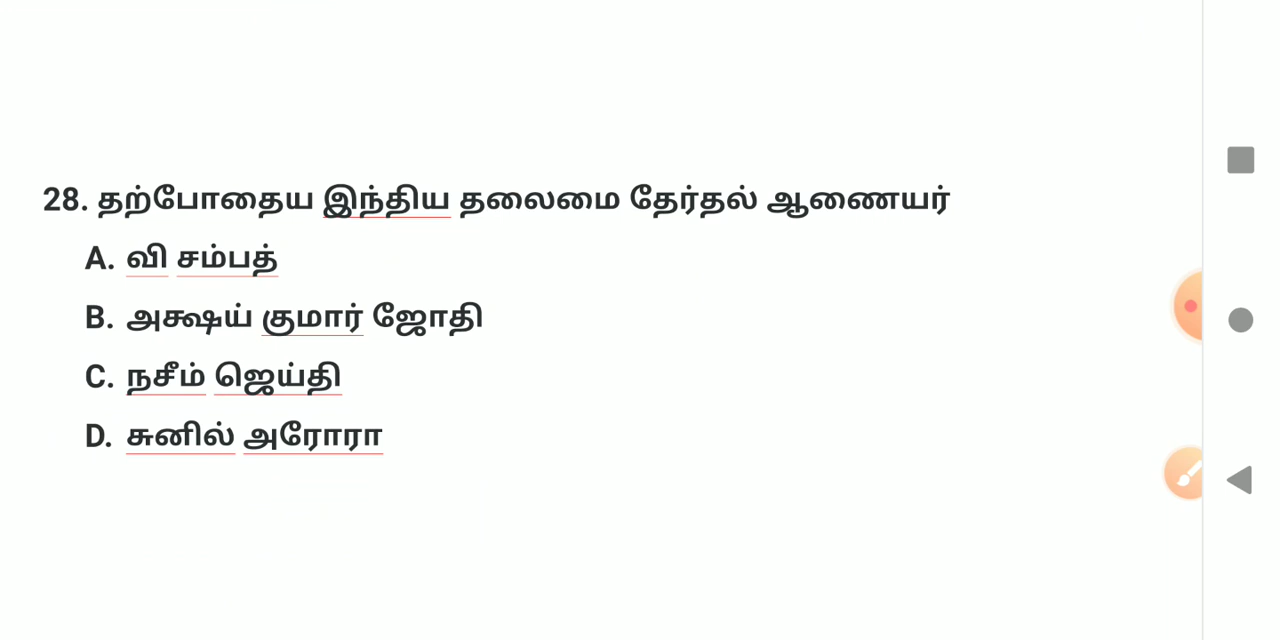 28. தற்போதைய இந்திய தலைமை தேர்தல் ஆணையர்
A. வி சம்பத்
B. அக்ஷய் குமார் ஜோதி
C. நசீம் ஜெய்தி
D. சுனில் அரோரா